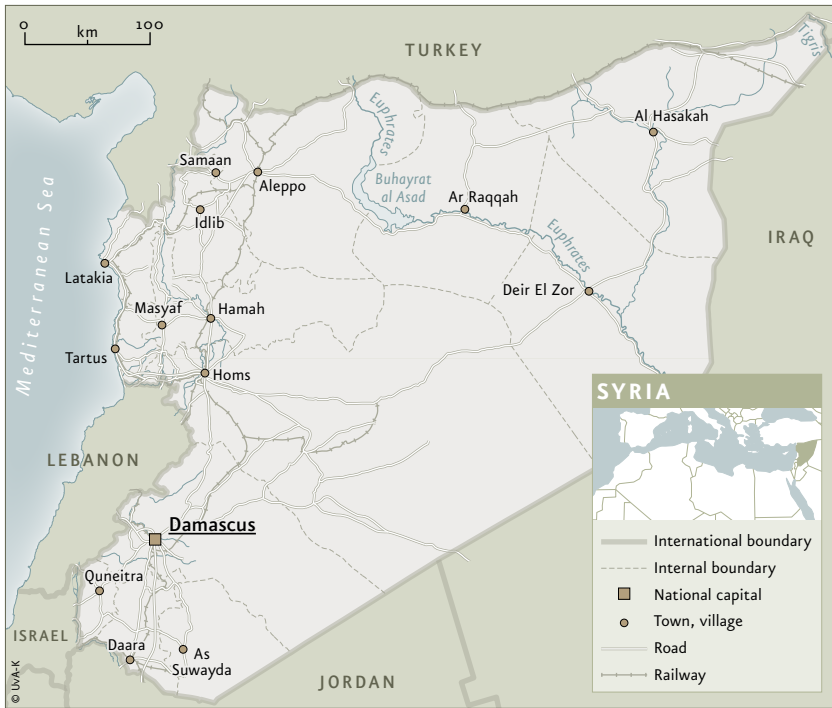 0 km 100
TURKEY
Tigris
Euphrates
Al Hasakah
Samaan
Aleppo
Buhayrat
al Asad
Ar Raqqah
Idlib
Euphrates
IRAQ
Mediterranean Sea
Latakia
Deir El Zor
Masyaf
Hamah
Tartus
Homs
SYRIA
LEBANON
Damascus
Quneitra
ISRAEL
Daara
As
Suwayda
JORDAN
International boundary
Internal boundary
National capital
Town, village
Road
Railway
© UvA-K